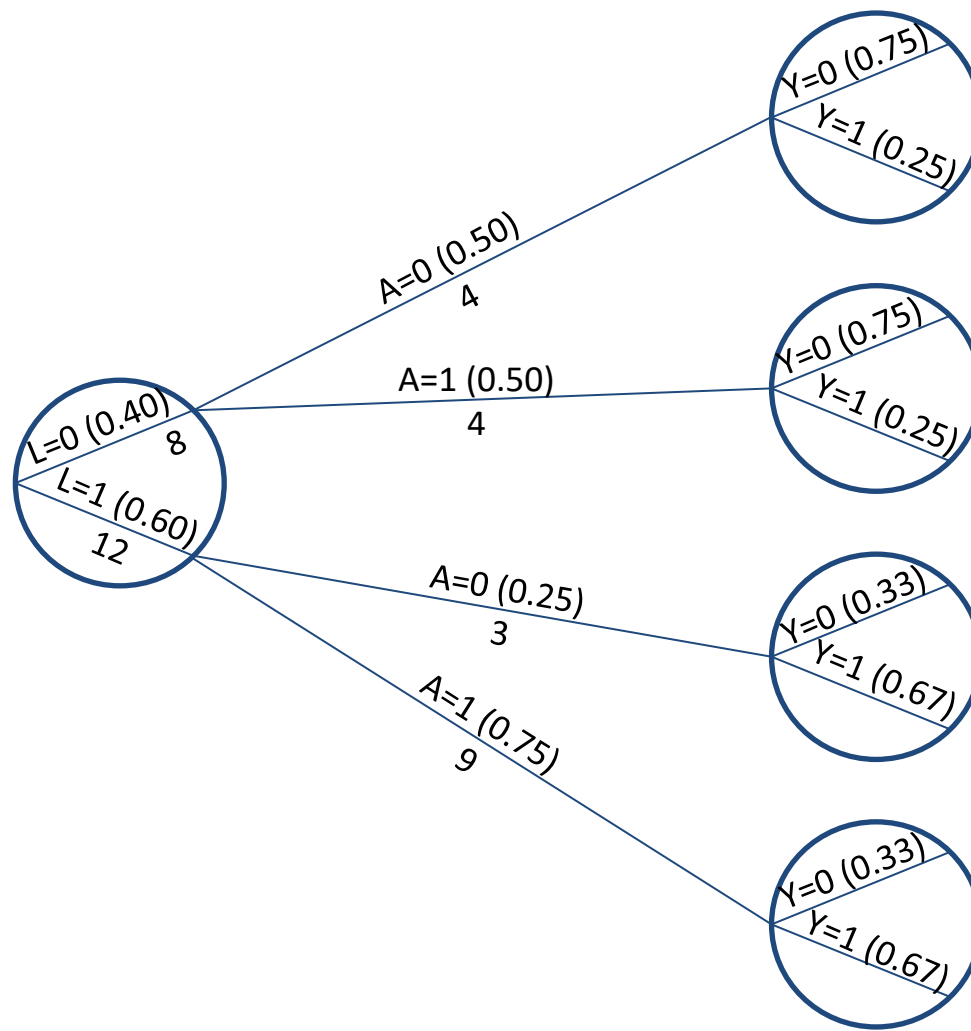 Y=0 (0.75)
Y=1 (0.25)
A=0 (0.50)
4
Y=0 (0.75)
A=1 (0.50)
Y=1 (0.25)
4
L=0 (0.40)
8
L=1 (0.60)
12
A=0 (0.25)
3
Y=0 (0.33)
Y=1 (0.67)
A=1 (0.75)
9
Y=0 (0.33)
Y=1 (0.67)